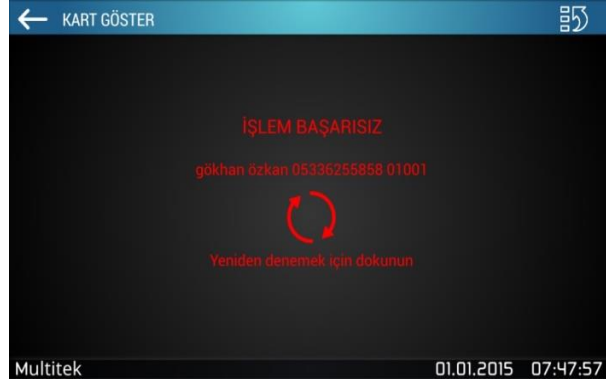 KART GÖSTER
İŞLEM BAŞARISIZ
gökhan özkan 05336255858 01001
Yeniden denemek için dokunun
Multitek 01.01.2015 07:47:57